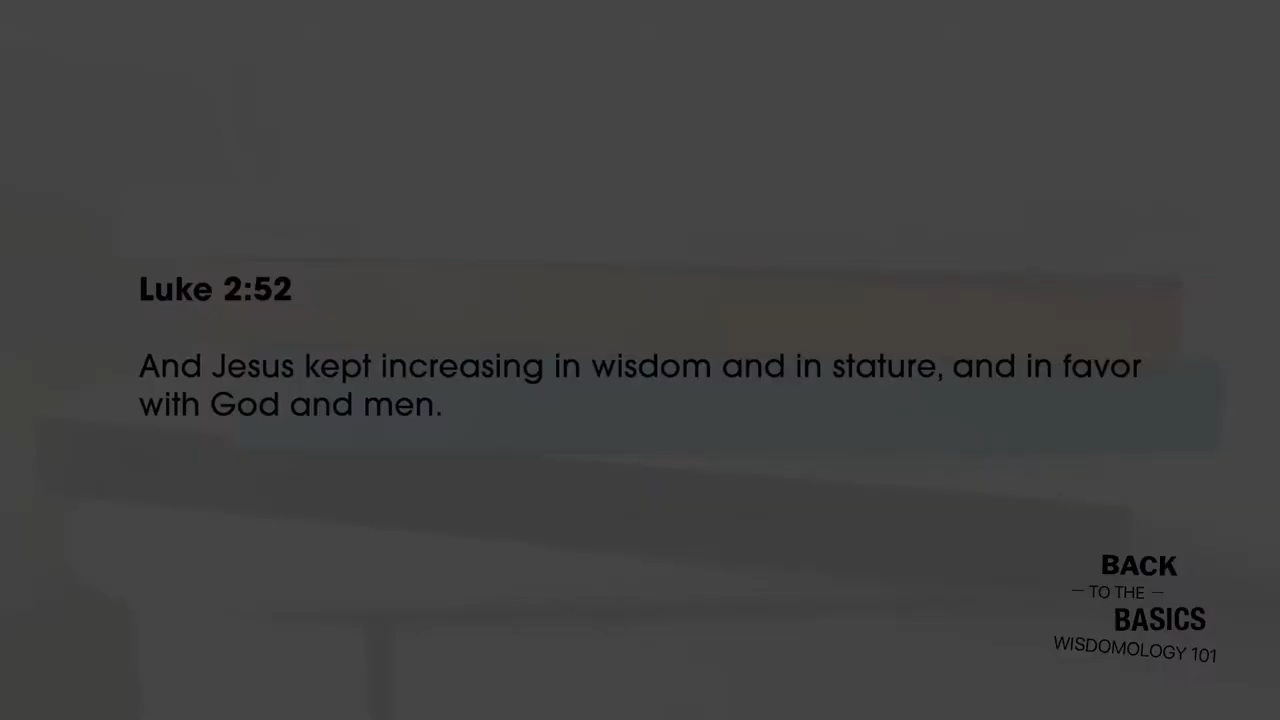 Luke 2:52
And Jesus kept increasing in wisdom and in stature, and in favor
with God and men.
BACK
– TO THE –
BASICS
WISDOMOLOGY 101